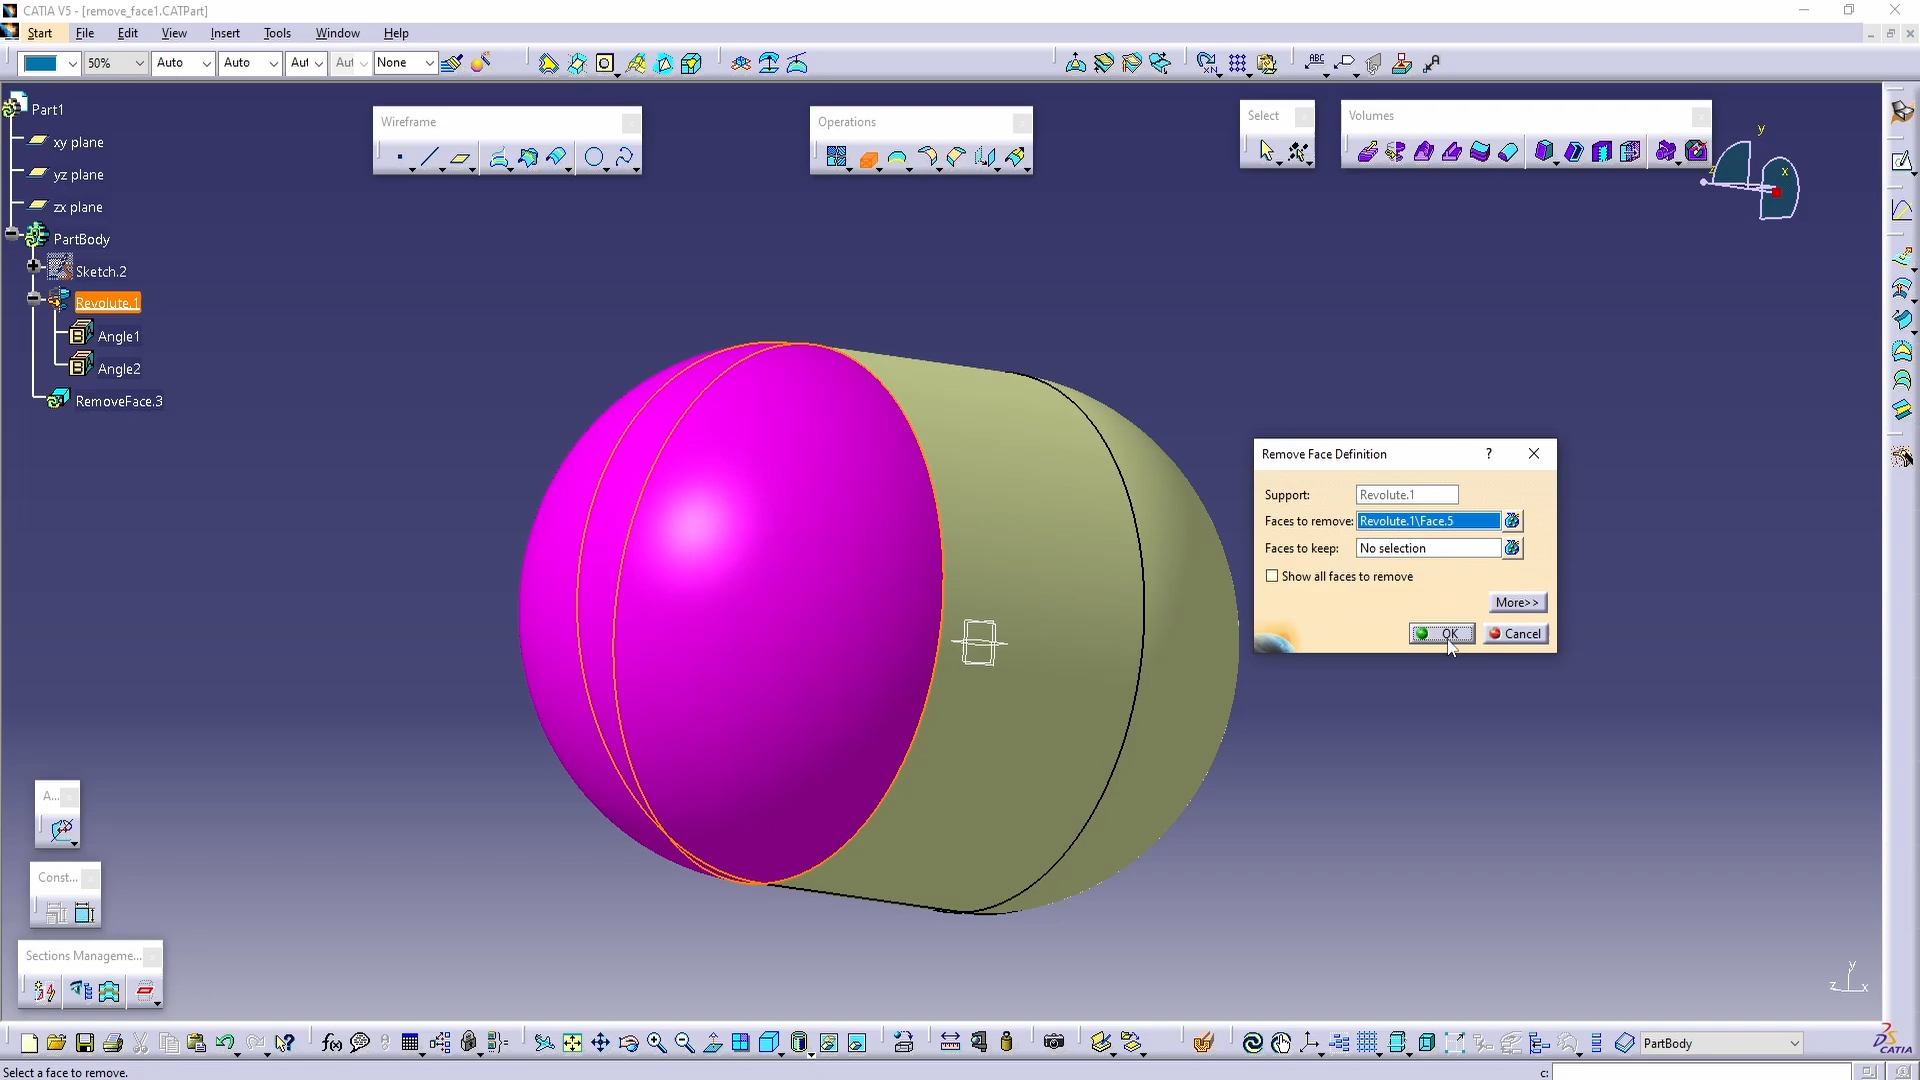 CATIA V5 - [remove_face1.CATPart]
Start File Edit View Insert Tools Window Help
50% Auto Auto Aut Aut None
Part1
xy plane
yz plane
zx plane
PartBody
Sketch.2
Revolute.1
Angle1
Angle2
RemoveFace.3
Wireframe
Operations
Select
Volumes
y
x
z
Remove Face Definition ?
Support: Revolute.1
Faces to remove: Revolute.1\Face.5
Faces to keep: No selection
Show all faces to remove
More>>
OK Cancel
A...
Const...
Sections Manageme...
y
z x
PartBody
CATIA
Select a face to remove.
c: